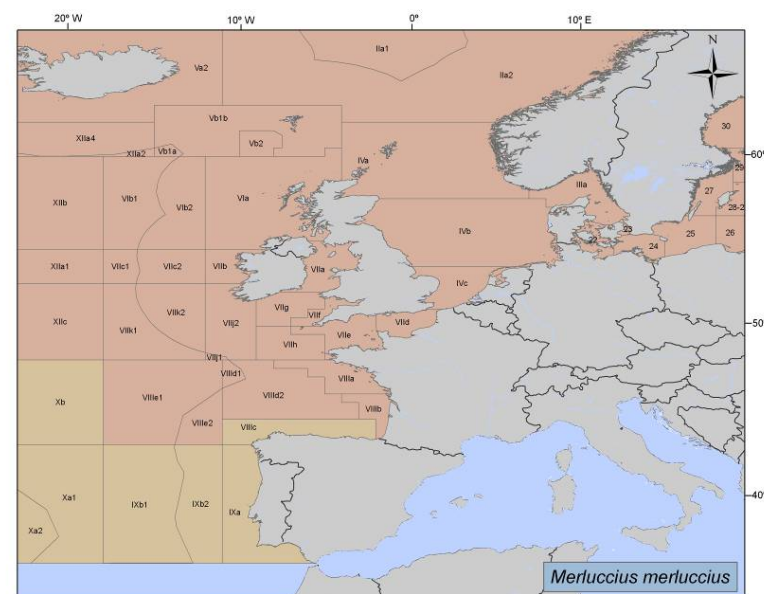 20° W 10° W 0° 10° E
N
IIa1
Va2
IIa2
Vb1b
30
XIIa4
Vb2
XIIa2 Vb1a
IVa
60°
29
IIIa
VIb1
VIa
27
XIIb
VIb2
28-2
IVb
23
25 26
22
24
XIIa1 VIIc1 VIIc2 VIIb VIIa
IVc
VIIg
XIIc
VIIk2
VIIf
VIIk1
VIIj2
VIIe VIId
50°
VIIh
VIIj1
VIIId1
VIIIa
VIIId2
Xb VIIIe1
VIIIb
VIIIe2 VIIIc
40°
Xa1 IXb1 IXb2
IXa
Xa2
Merluccius merluccius